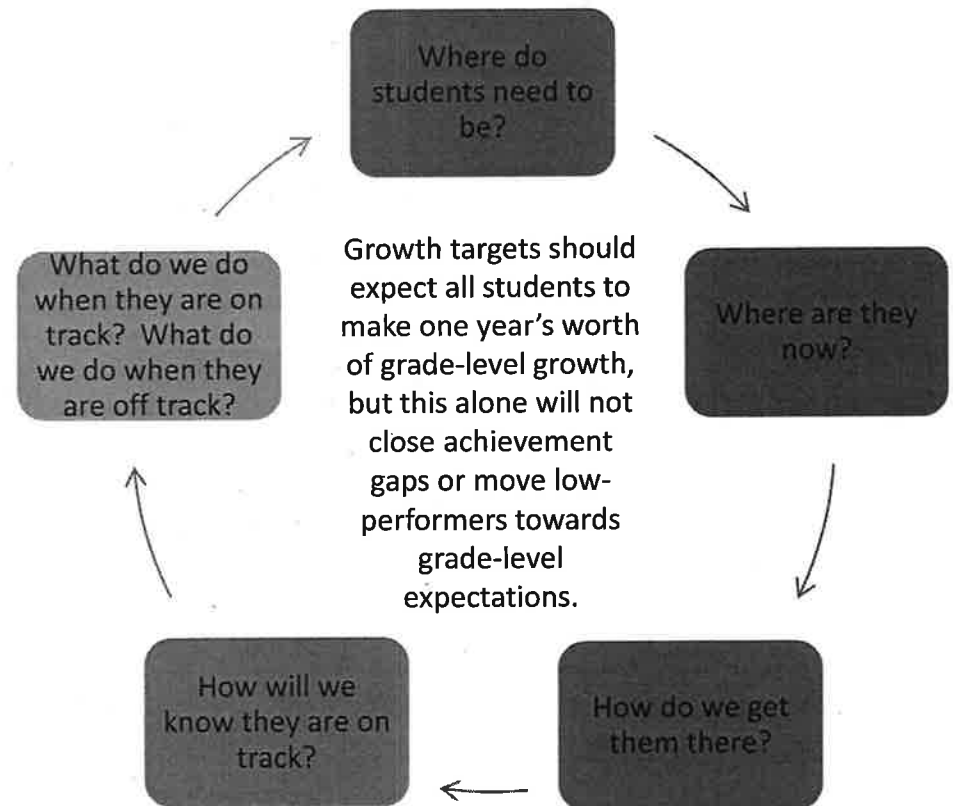 Where do
students need to
be?
Where are they
now?
How do we get
them there?
How will we
know they are on
track?
What do we do
when they are on
track? What do
we do when they
are off track?
Growth targets should
expect all students to
make one year's worth
of grade-level growth,
but this alone will not
close achievement
gaps or move low-
performers towards
grade-level
expectations.